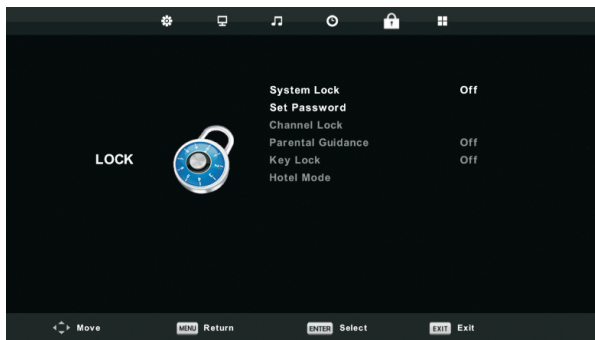 System Lock Off
Set Password
Channel Lock
Parental Guidance Off
Key Lock Off
Hotel Mode
LOCK
Move MENU Return ENTER Select EXIT Exit